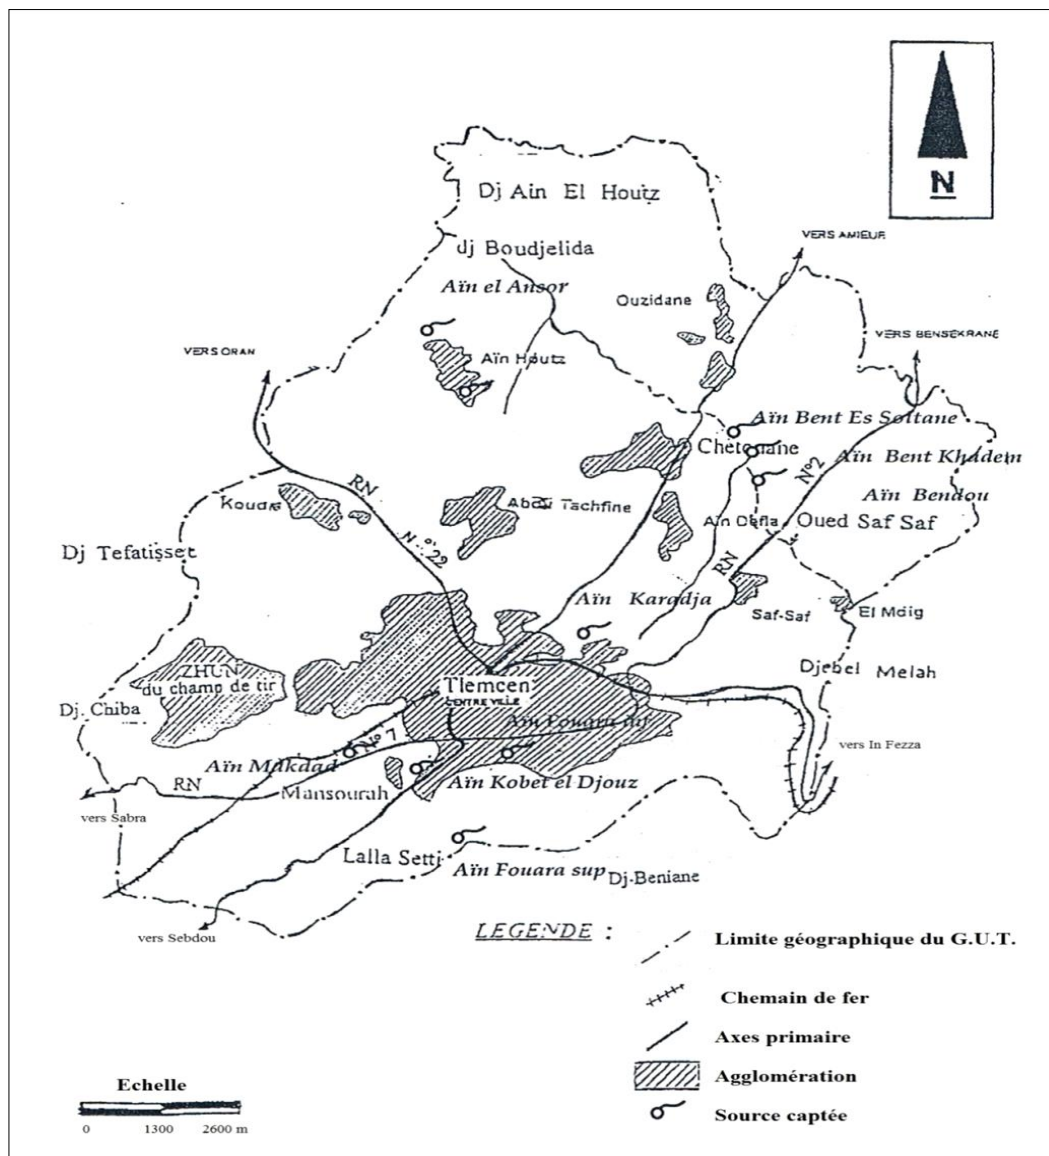 N
Dj Ain El Houtz
VERS AMIEUR
dj Boudjelida
Aïn el Ansor
Ouzidane
VERS BENSEKRANE
VERS ORAN
Aïn Houtz
Aïn Bent Es Soltane
Chetouane
N°2
Aïn Bent Khadem
RN
Koudia
Abou Tachfine
Aïn Bendou
Aïn Defla
Oued Saf Saf
N°22
Dj Tefatisset
RN
Aïn Karadja
Saf-Saf
El Mdig
ZHUN
du champ de tir
Djebel Melah
Tlemcen
CENTRE VILLE
Dj. Chiba
Aïn Fouara inf
N°7
vers In Fezza
Aïn Makdad
RN
Mansourah
Aïn Kobet el Djouz
vers Sabra
Lalla Setti
Aïn Fouara sup
Dj-Beniane
vers Sebdou
LEGENDE :
Limite géographique du G.U.T.
Chemain de fer
Axes primaire
Agglomération
Source captée
Echelle
0 1300 2600 m